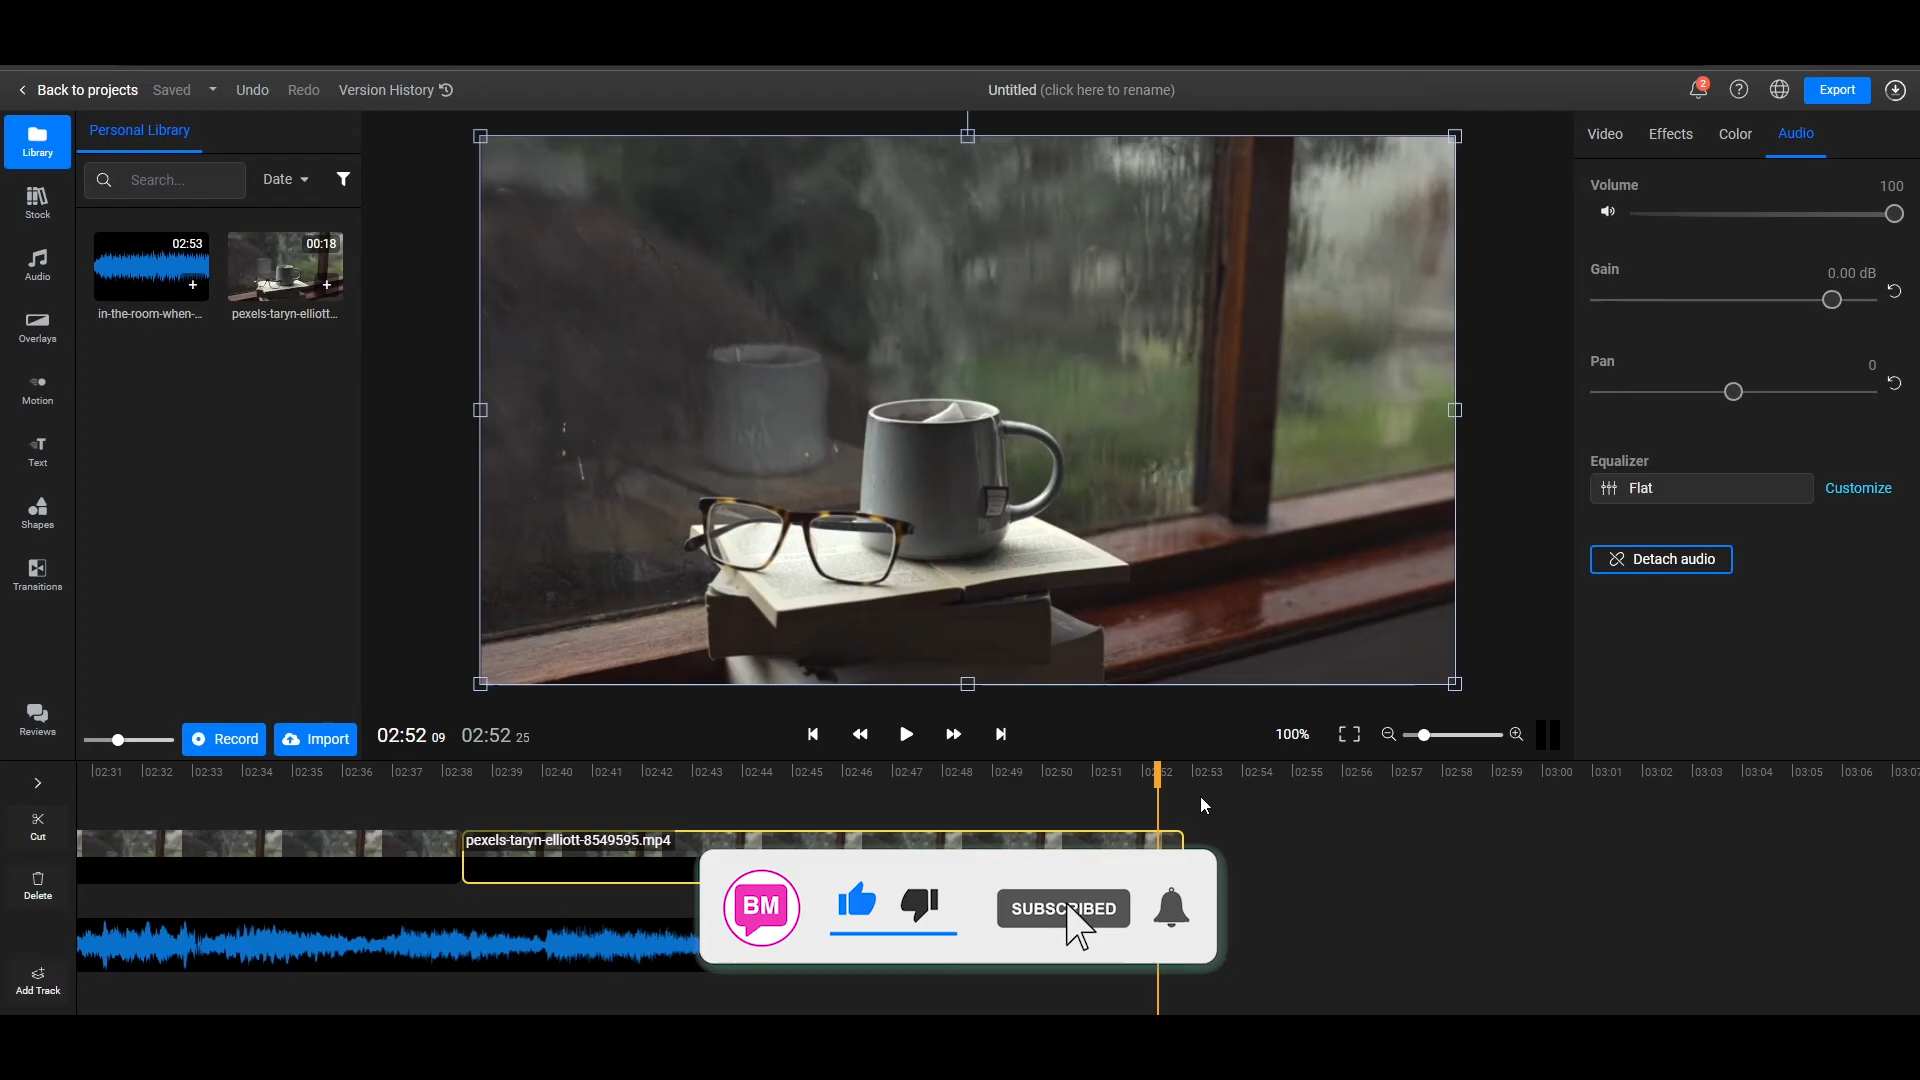 Back to projects Saved Undo Redo Version History Untitled (click here to rename) 2 Export
Library
Stock
Audio
Overlays
Motion
Text
Shapes
Transitions
Reviews
Personal Library
Search... Date
02:53 00:18
in-the-room-when-... pexels-taryn-elliott...
Record Import
Video Effects Color Audio
Volume 100
Gain 0.00 dB
Pan 0
Equalizer
Flat Customize
Detach audio
02:52 09 02:52 25 100%
02:31 02:32 02:33 02:34 02:35 02:36 02:37 02:38 02:39 02:40 02:41 02:42 02:43 02:44 02:45 02:46 02:47 02:48 02:49 02:50 02:51 02:52 02:53 02:54 02:55 02:56 02:57 02:58 02:59 03:00 03:01 03:02 03:03 03:04 03:05 03:06 03:07
Cut
Delete
Add Track
pexels-taryn-elliott-8549595.mp4
BM SUBSCRIBED